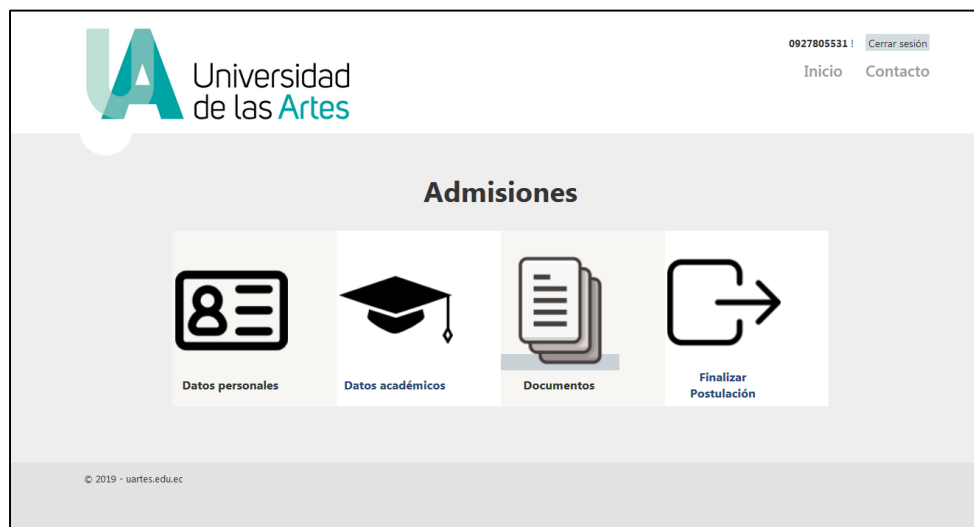 UA
Universidad
de las Artes
0927805531 ! Cerrar sesión
Inicio Contacto
Admisiones
Datos personales
Datos académicos
Documentos
Finalizar
Postulación
© 2019 - uartes.edu.ec